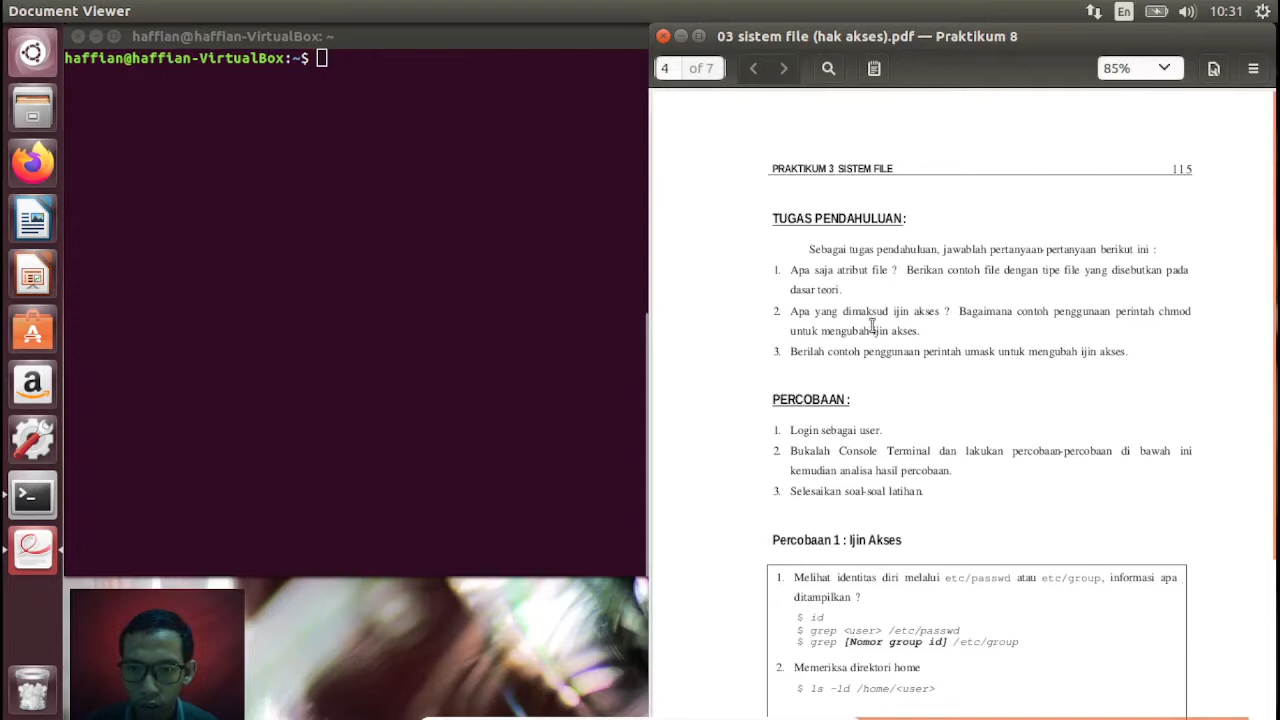 Document Viewer
En
10:31
haffian@haffian-VirtualBox: ~
haffian@haffian-VirtualBox:~$
03 sistem file (hak akses).pdf — Praktikum 8
4 of 7
85%
PRAKTIKUM 3 SISTEM FILE 115
TUGAS PENDAHULUAN:
Sebagai tugas pendahuluan, jawablah pertanyaan-pertanyaan berikut ini :
1. Apa saja atribut file ? Berikan contoh file dengan tipe file yang disebutkan pada
dasar teori.
2. Apa yang dimaksud ijin akses ? Bagaimana contoh penggunaan perintah chmod
untuk mengubah ijin akses.
3. Berilah contoh penggunaan perintah umask untuk mengubah ijin akses.
PERCOBAAN:
1. Login sebagai user.
2. Bukalah Console Terminal dan lakukan percobaan-percobaan di bawah ini
kemudian analisa hasil percobaan.
3. Selesaikan soal-soal latihan.
Percobaan 1 : Ijin Akses
1. Melihat identitas diri melalui etc/passwd atau etc/group, informasi apa
ditampilkan ?
$ id
$ grep <user> /etc/passwd
$ grep [Nomor group id] /etc/group
2. Memeriksa direktori home
$ ls -ld /home/<user>